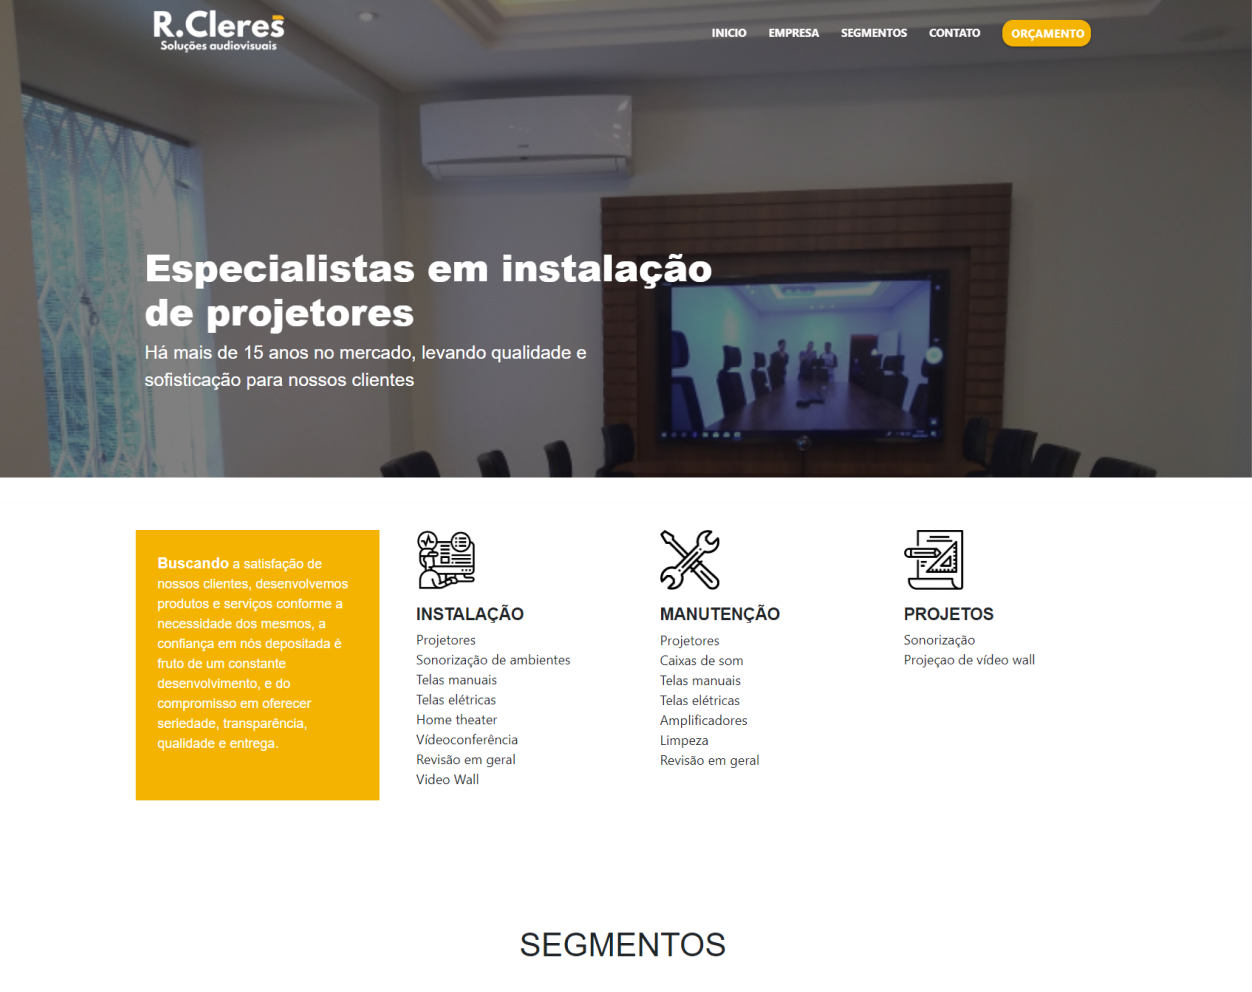 R.Cleres
Soluções audiovisuais
INICIO
EMPRESA
SEGMENTOS
CONTATO
ORÇAMENTO
Especialistas em instalação
de projetores
Há mais de 15 anos no mercado, levando qualidade e
sofisticação para nossos clientes
Buscando a satisfação de
nossos clientes, desenvolvemos
produtos e serviços conforme a
necessidade dos mesmos, a
confiança em nós depositada é
fruto de um constante
desenvolvimento, e do
compromisso em oferecer
seriedade, transparência,
qualidade e entrega.
INSTALAÇÃO
Projetores
Sonorização de ambientes
Telas manuais
Telas elétricas
Home theater
Vídeoconferência
Revisão em geral
Video Wall
MANUTENÇÃO
Projetores
Caixas de som
Telas manuais
Telas elétricas
Amplificadores
Limpeza
Revisão em geral
PROJETOS
Sonorização
Projeçao de vídeo wall
SEGMENTOS